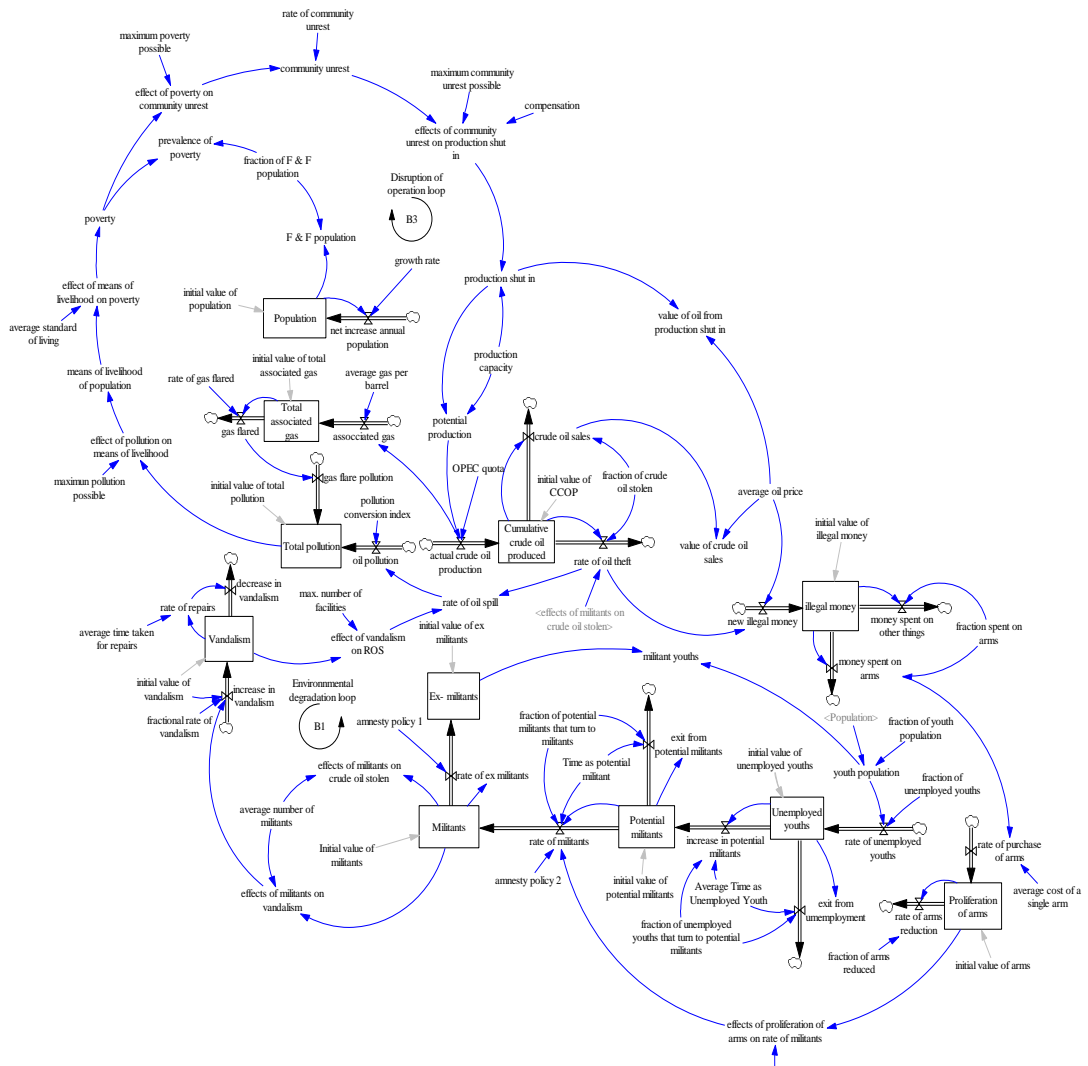 rate of community
unrest
maximum poverty
possible
community unrest
maximum community
unrest possible
effect of poverty on
community unrest
compensation
effects of community
unrest on production shut
in
prevalence of
poverty
fraction of F & F
population
Disruption of
operation loop
B3
poverty
F & F population
growth rate
production shut in
effect of means of
livelihood on poverty
initial value of
population
Population
net increase annual
population
value of oil from
production shut in
average standard
of living
production
capacity
initial value of total
associated gas
average gas per
barrel
means of livelihood
of population
rate of gas flared
Total
associated
gas
gas flared
assocciated gas
potential
production
crude oil sales
effect of pollution on
means of livelihood
OPEC quota
gas flare pollution
fraction of crude
oil stolen
initial value of
CCOP
maximun pollution
possible
initial value of total
pollution
average oil price
pollution
conversion index
initial value of
illegal money
Cumulative
crude oil
produced
Total pollution
oil pollution
actual crude oil
production
value of crude oil
sales
rate of oil theft
decrease in
vandalism
max. number of
facilities
rate of oil spill
<effects of militants on
crude oil stolen>
illegal money
new illegal money
money spent on
other things
fraction spent on
arms
rate of repairs
average time taken
for repairs
Vandalism
effect of vandalism
on ROS
initial value of ex
militants
militant youths
money spent on
arms
initial value of
vandalism
increase in
vandalism
Environnmental
degradation loop
B1
Ex- militants
fractional rate of
vandalism
amnesty policy 1
fraction of potential
militants that turn to
militants
exit from
potential militants
<Population>
fraction of youth
population
effects of militants on
crude oil stolen
rate of ex militants
Time as potential
militant
initial value of
unemployed youths
youth population
average number of
militants
fraction of
unemployed youths
Militants
Potential
militants
Unemployed
youths
Initial value of
militants
rate of militants
increase in potential
militants
rate of unemployed
youths
rate of purchase
of arms
amnesty policy 2
initial value of
potential militants
Average Time as
Unemployed Youth
average cost of a
single arm
effects of militants on
vandalism
exit from
umemployment
Proliferation
of arms
rate of arms
reduction
fraction of unemployed
youths that turn to potential
militants
fraction of arms
reduced
initial value of arms
effects of proliferation of
arms on rate of militants